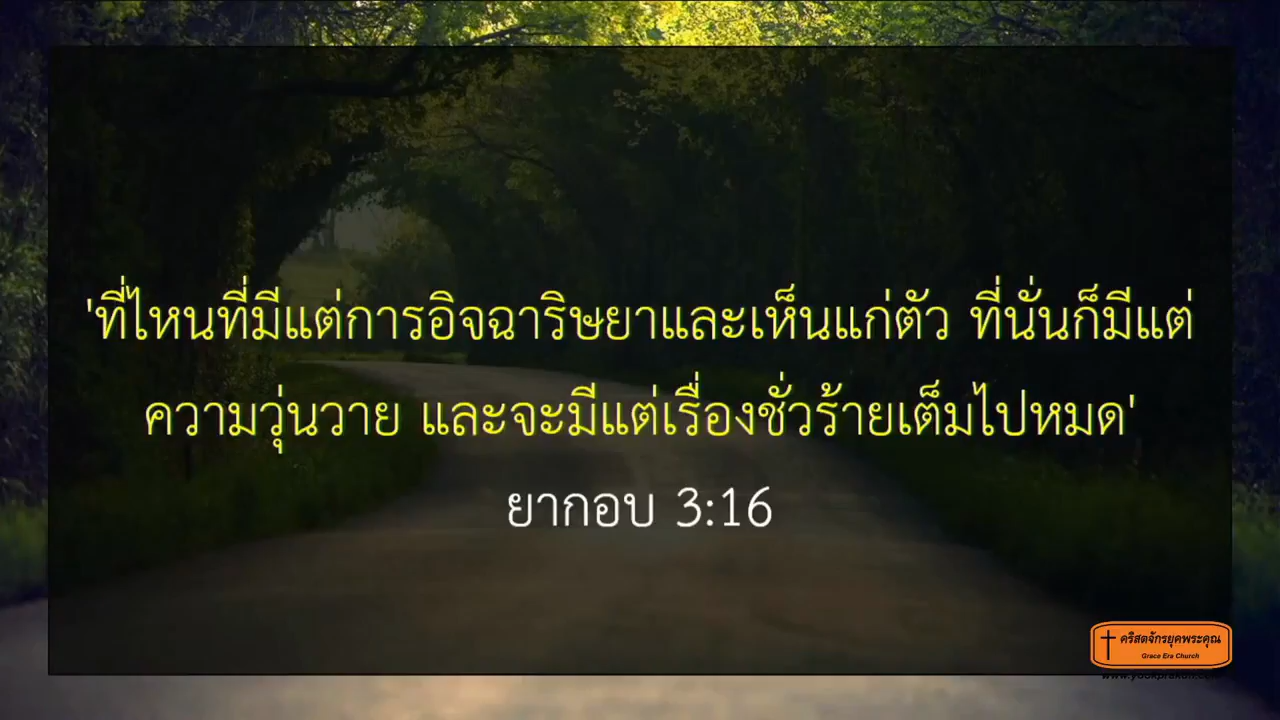 'ที่ไหนที่มีแต่การอิจฉาริษยาและเห็นแก่ตัว ที่นั่นก็มีแต่
ความวุ่นวาย และจะมีแต่เรื่องชั่วร้ายเต็มไปหมด'
ยากอบ 3:16
คริสตจักรยุคพระคุณ
Grace Era Church